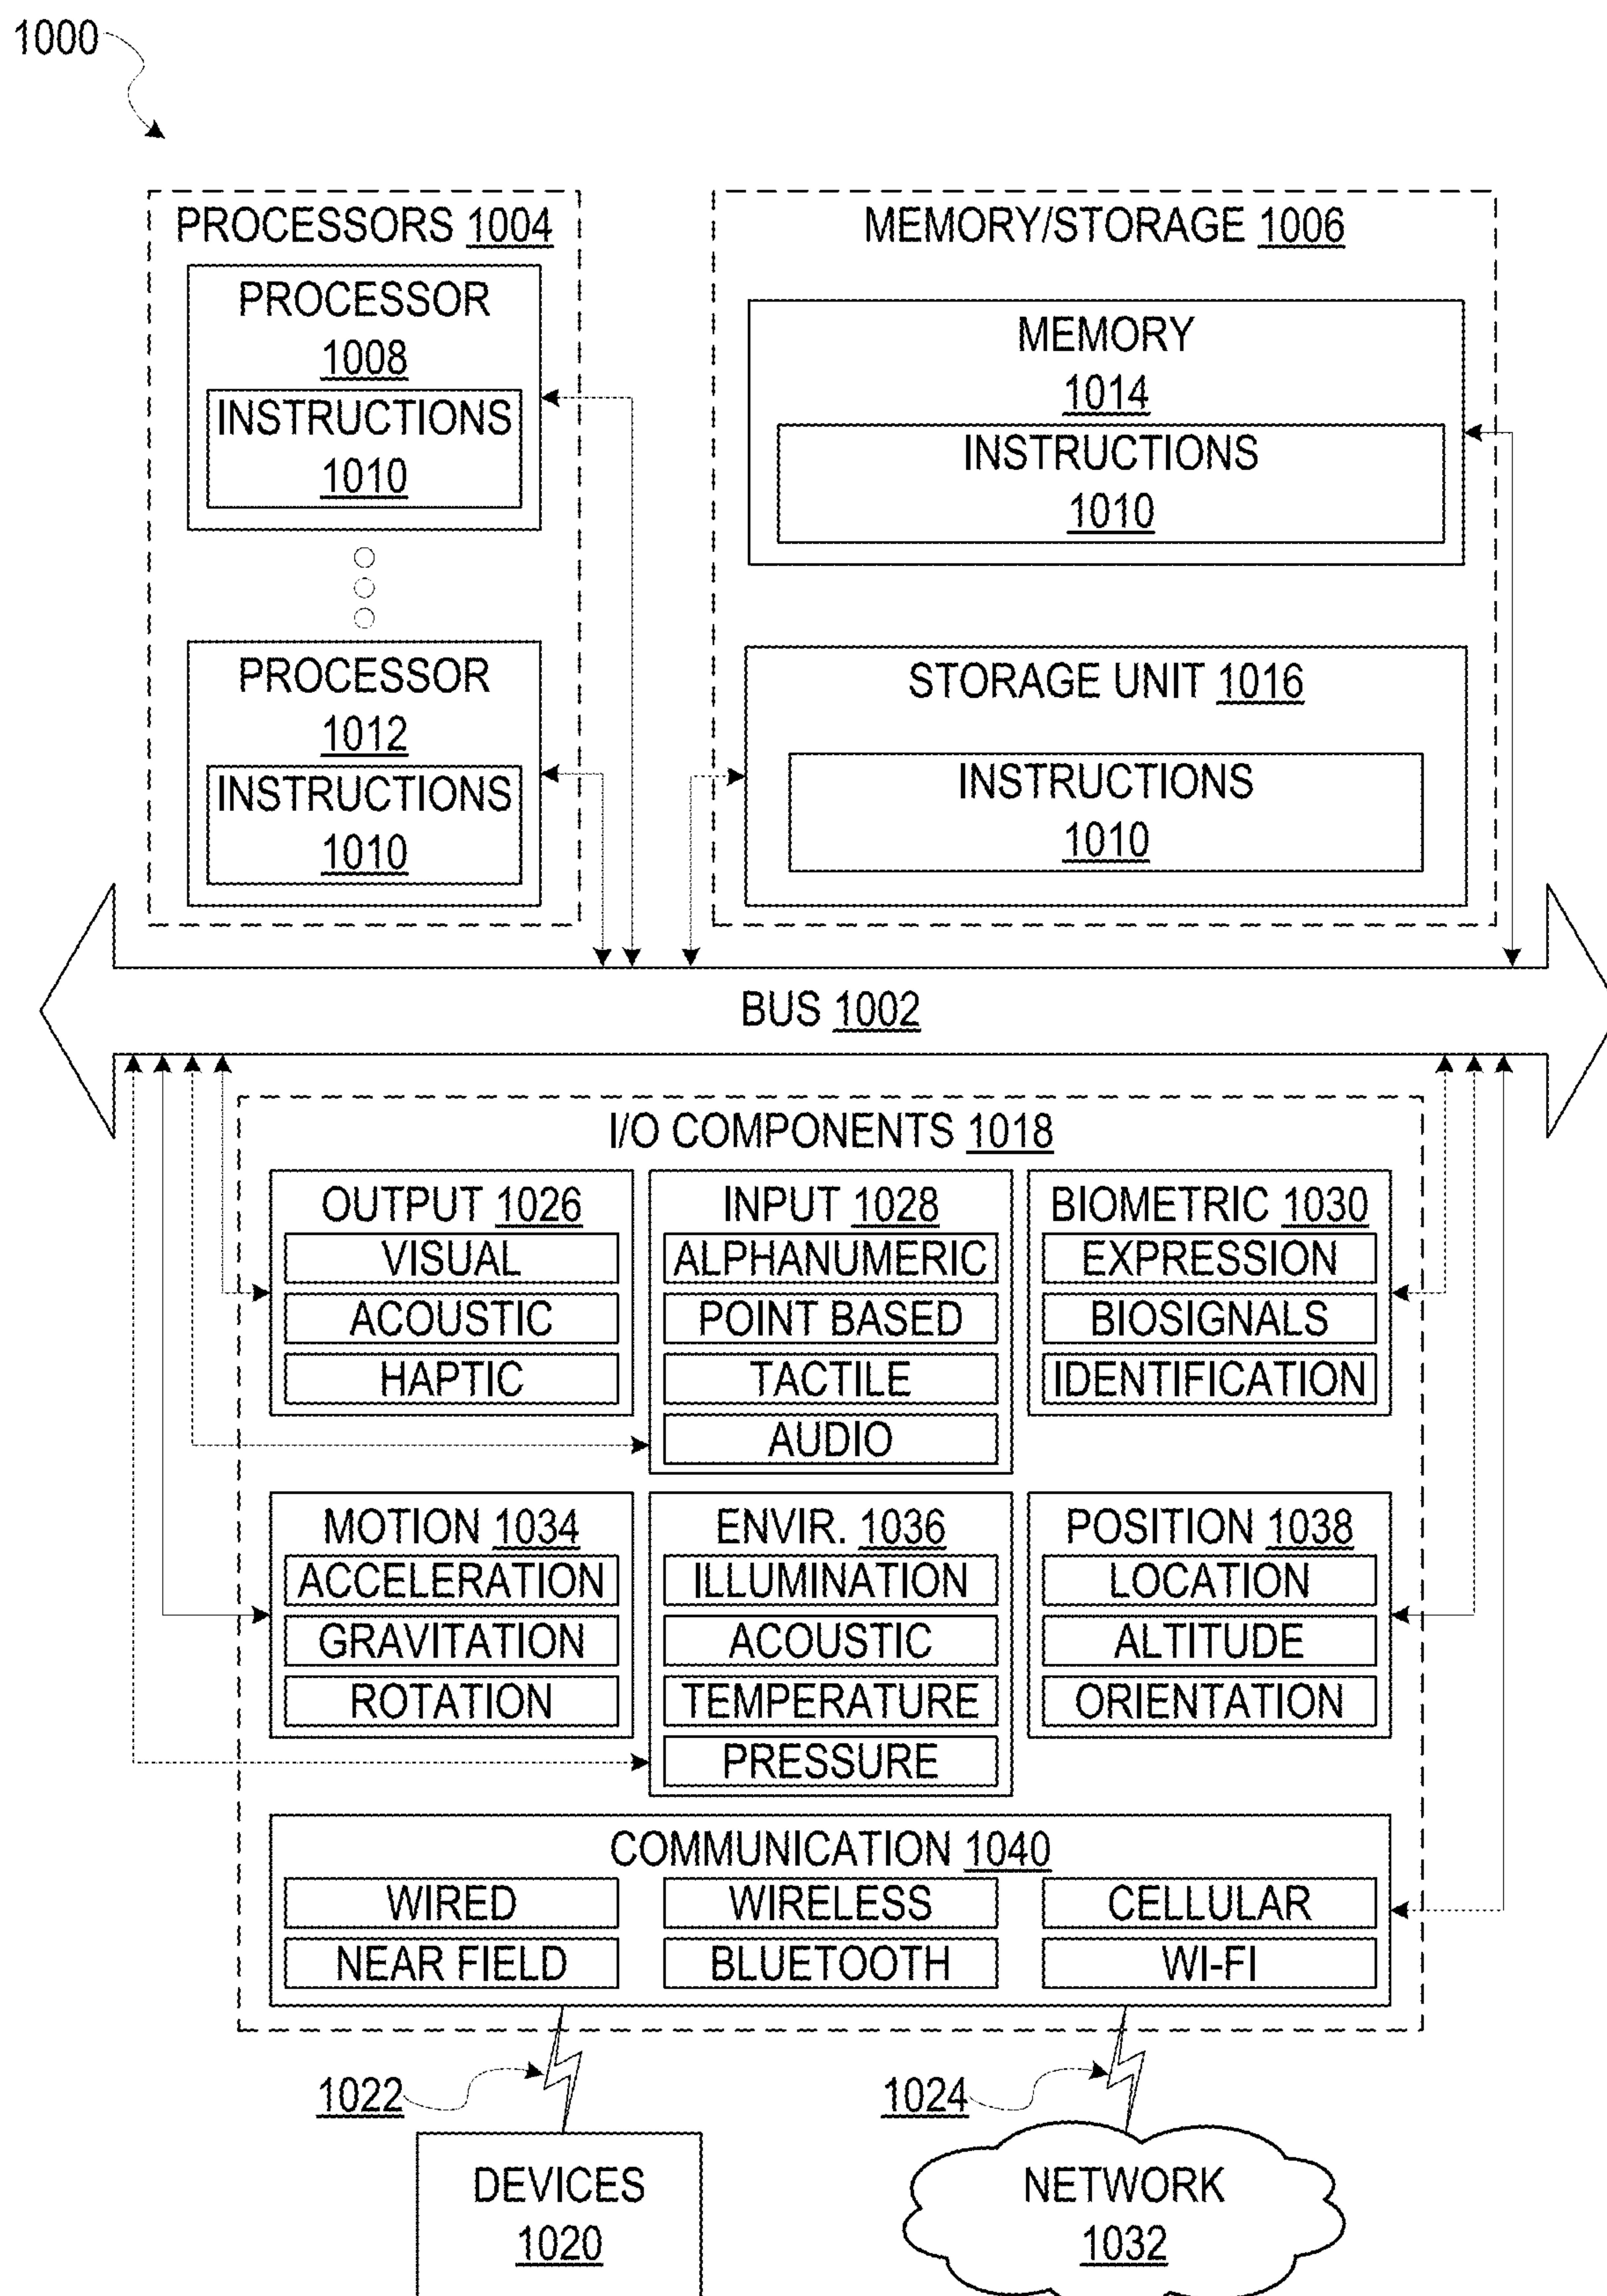 1000
PROCESSORS 1004
PROCESSOR
1008
INSTRUCTIONS
1010
PROCESSOR
1012
INSTRUCTIONS
1010
MEMORY/STORAGE 1006
MEMORY
1014
INSTRUCTIONS
1010
STORAGE UNIT 1016
INSTRUCTIONS
1010
BUS 1002
I/O COMPONENTS 1018
OUTPUT 1026
VISUAL
ACOUSTIC
HAPTIC
INPUT 1028
ALPHANUMERIC
POINT BASED
TACTILE
AUDIO
BIOMETRIC 1030
EXPRESSION
BIOSIGNALS
IDENTIFICATION
MOTION 1034
ACCELERATION
GRAVITATION
ROTATION
ENVIR. 1036
ILLUMINATION
ACOUSTIC
TEMPERATURE
PRESSURE
POSITION 1038
LOCATION
ALTITUDE
ORIENTATION
COMMUNICATION 1040
WIRED
WIRELESS
CELLULAR
NEAR FIELD
BLUETOOTH
WI-FI
1022
1024
DEVICES
1020
NETWORK
1032